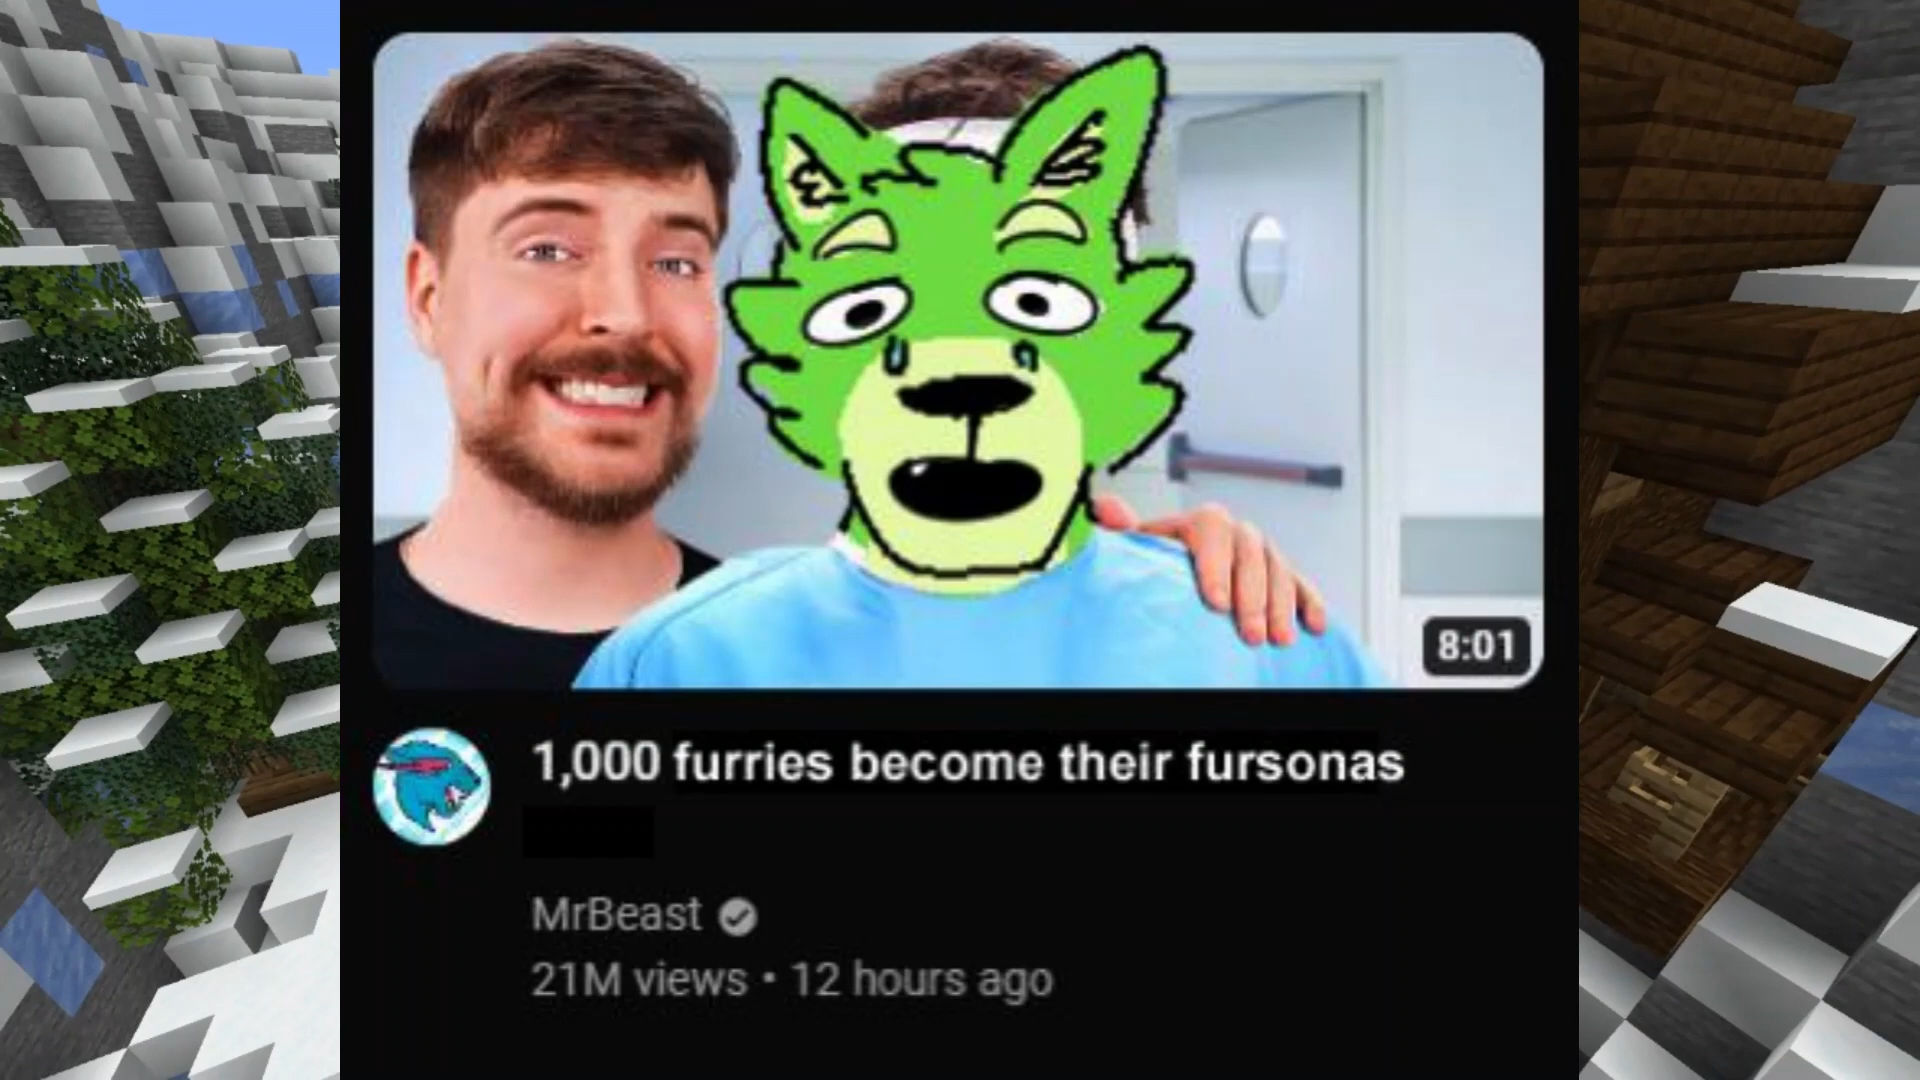 8:01
1,000 furries become their fursonas
MrBeast
21M views • 12 hours ago